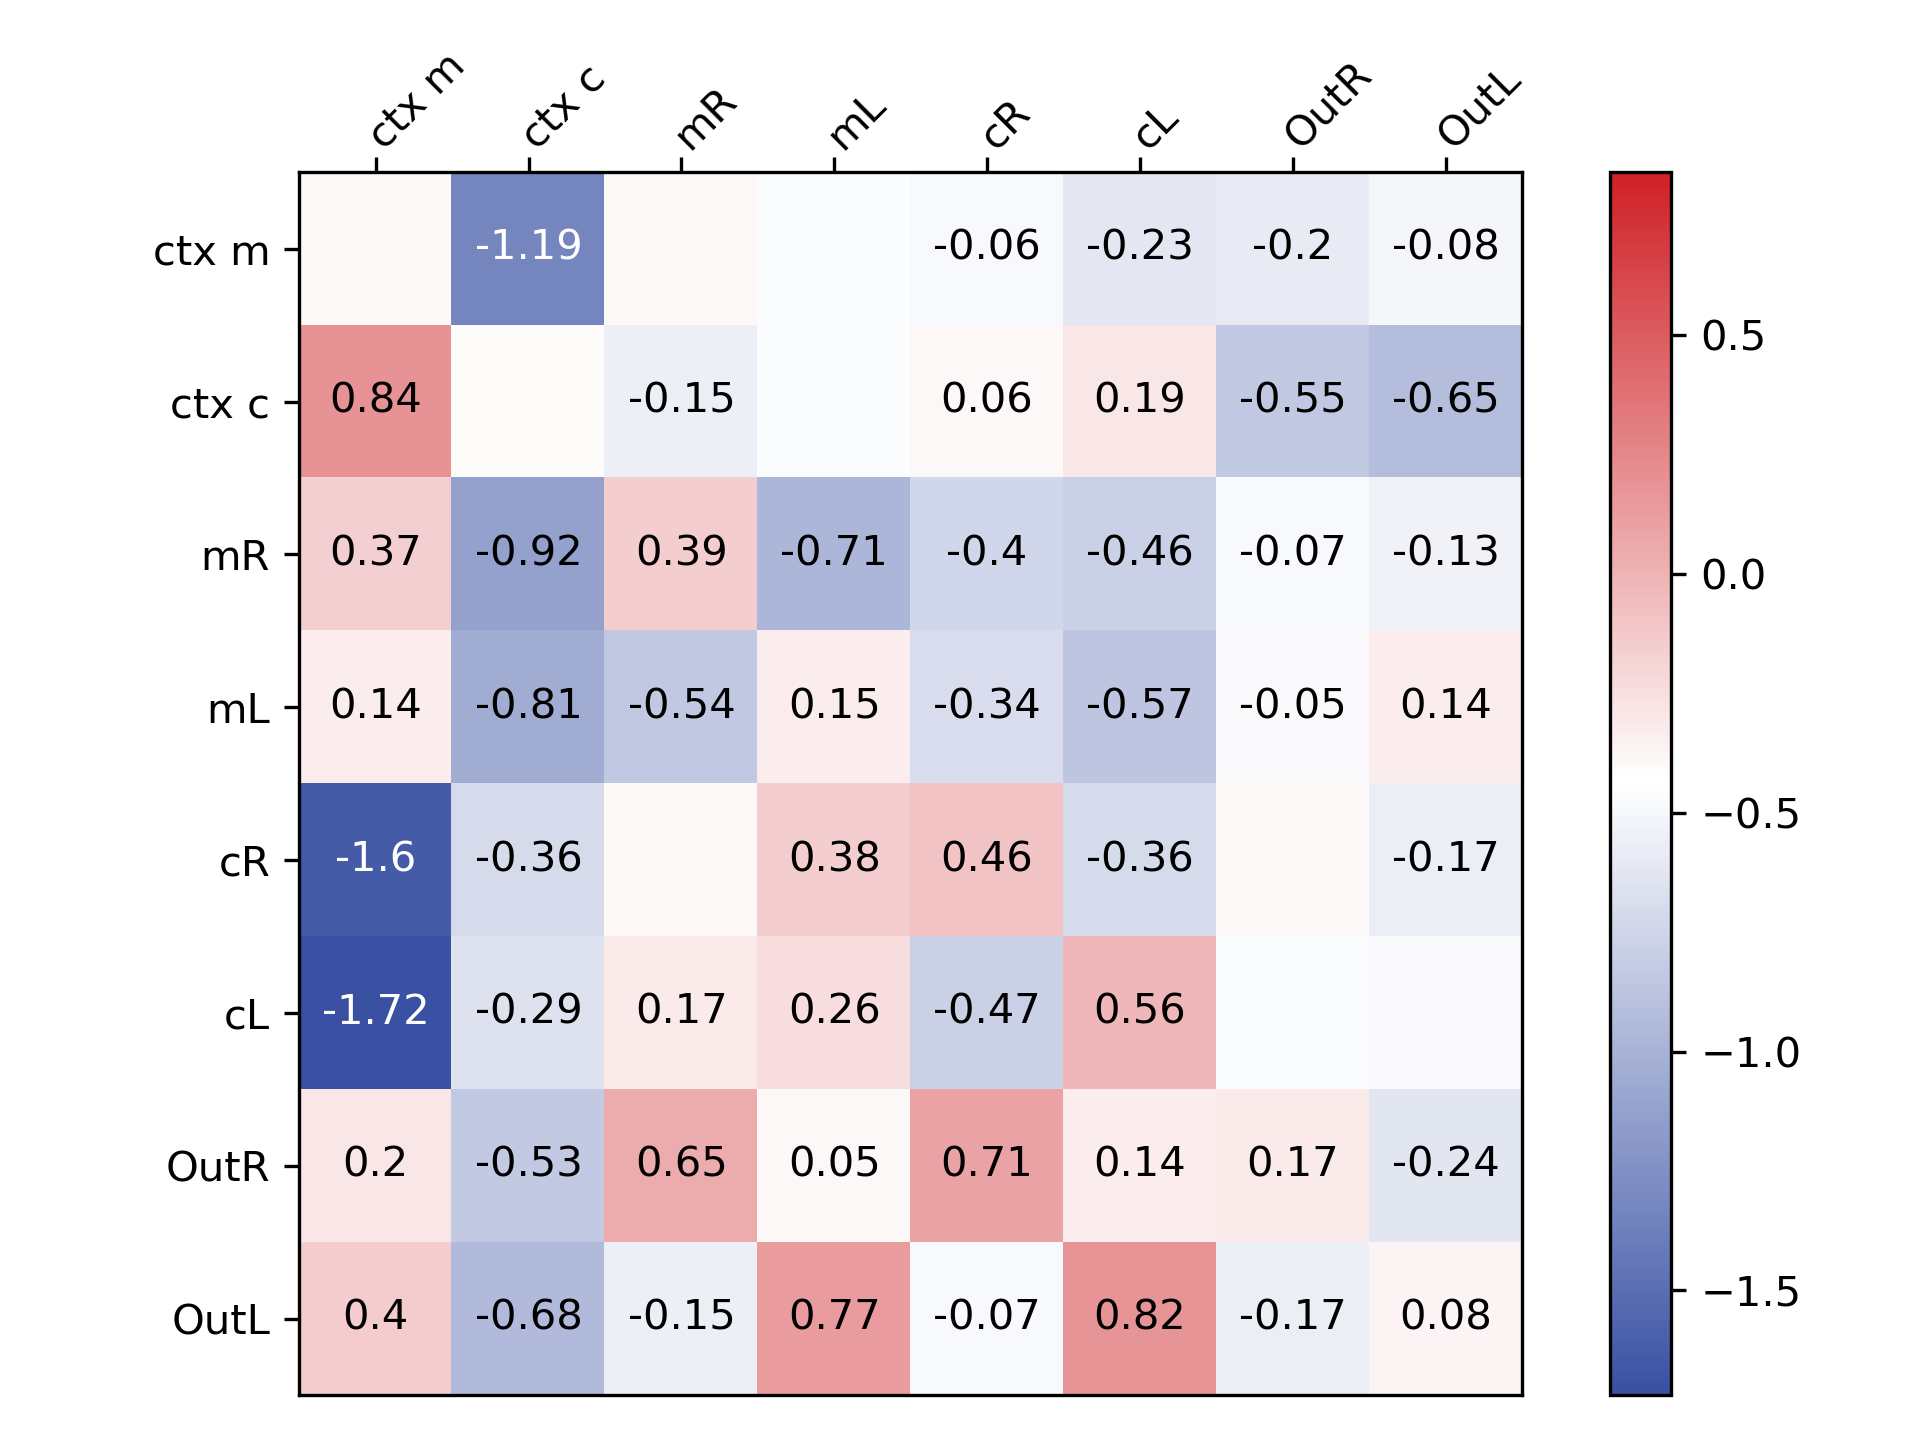 ctx m ctx c mR mL cR cL OutR OutL
ctx m -1.19 -0.06 -0.23 -0.2 -0.08
ctx c 0.84 -0.15 0.06 0.19 -0.55 -0.65
mR 0.37 -0.92 0.39 -0.71 -0.4 -0.46 -0.07 -0.13
mL 0.14 -0.81 -0.54 0.15 -0.34 -0.57 -0.05 0.14
cR -1.6 -0.36 0.38 0.46 -0.36 -0.17
cL -1.72 -0.29 0.17 0.26 -0.47 0.56
OutR 0.2 -0.53 0.65 0.05 0.71 0.14 0.17 -0.24
OutL 0.4 -0.68 -0.15 0.77 -0.07 0.82 -0.17 0.08
0.5
0.0
−0.5
−1.0
−1.5